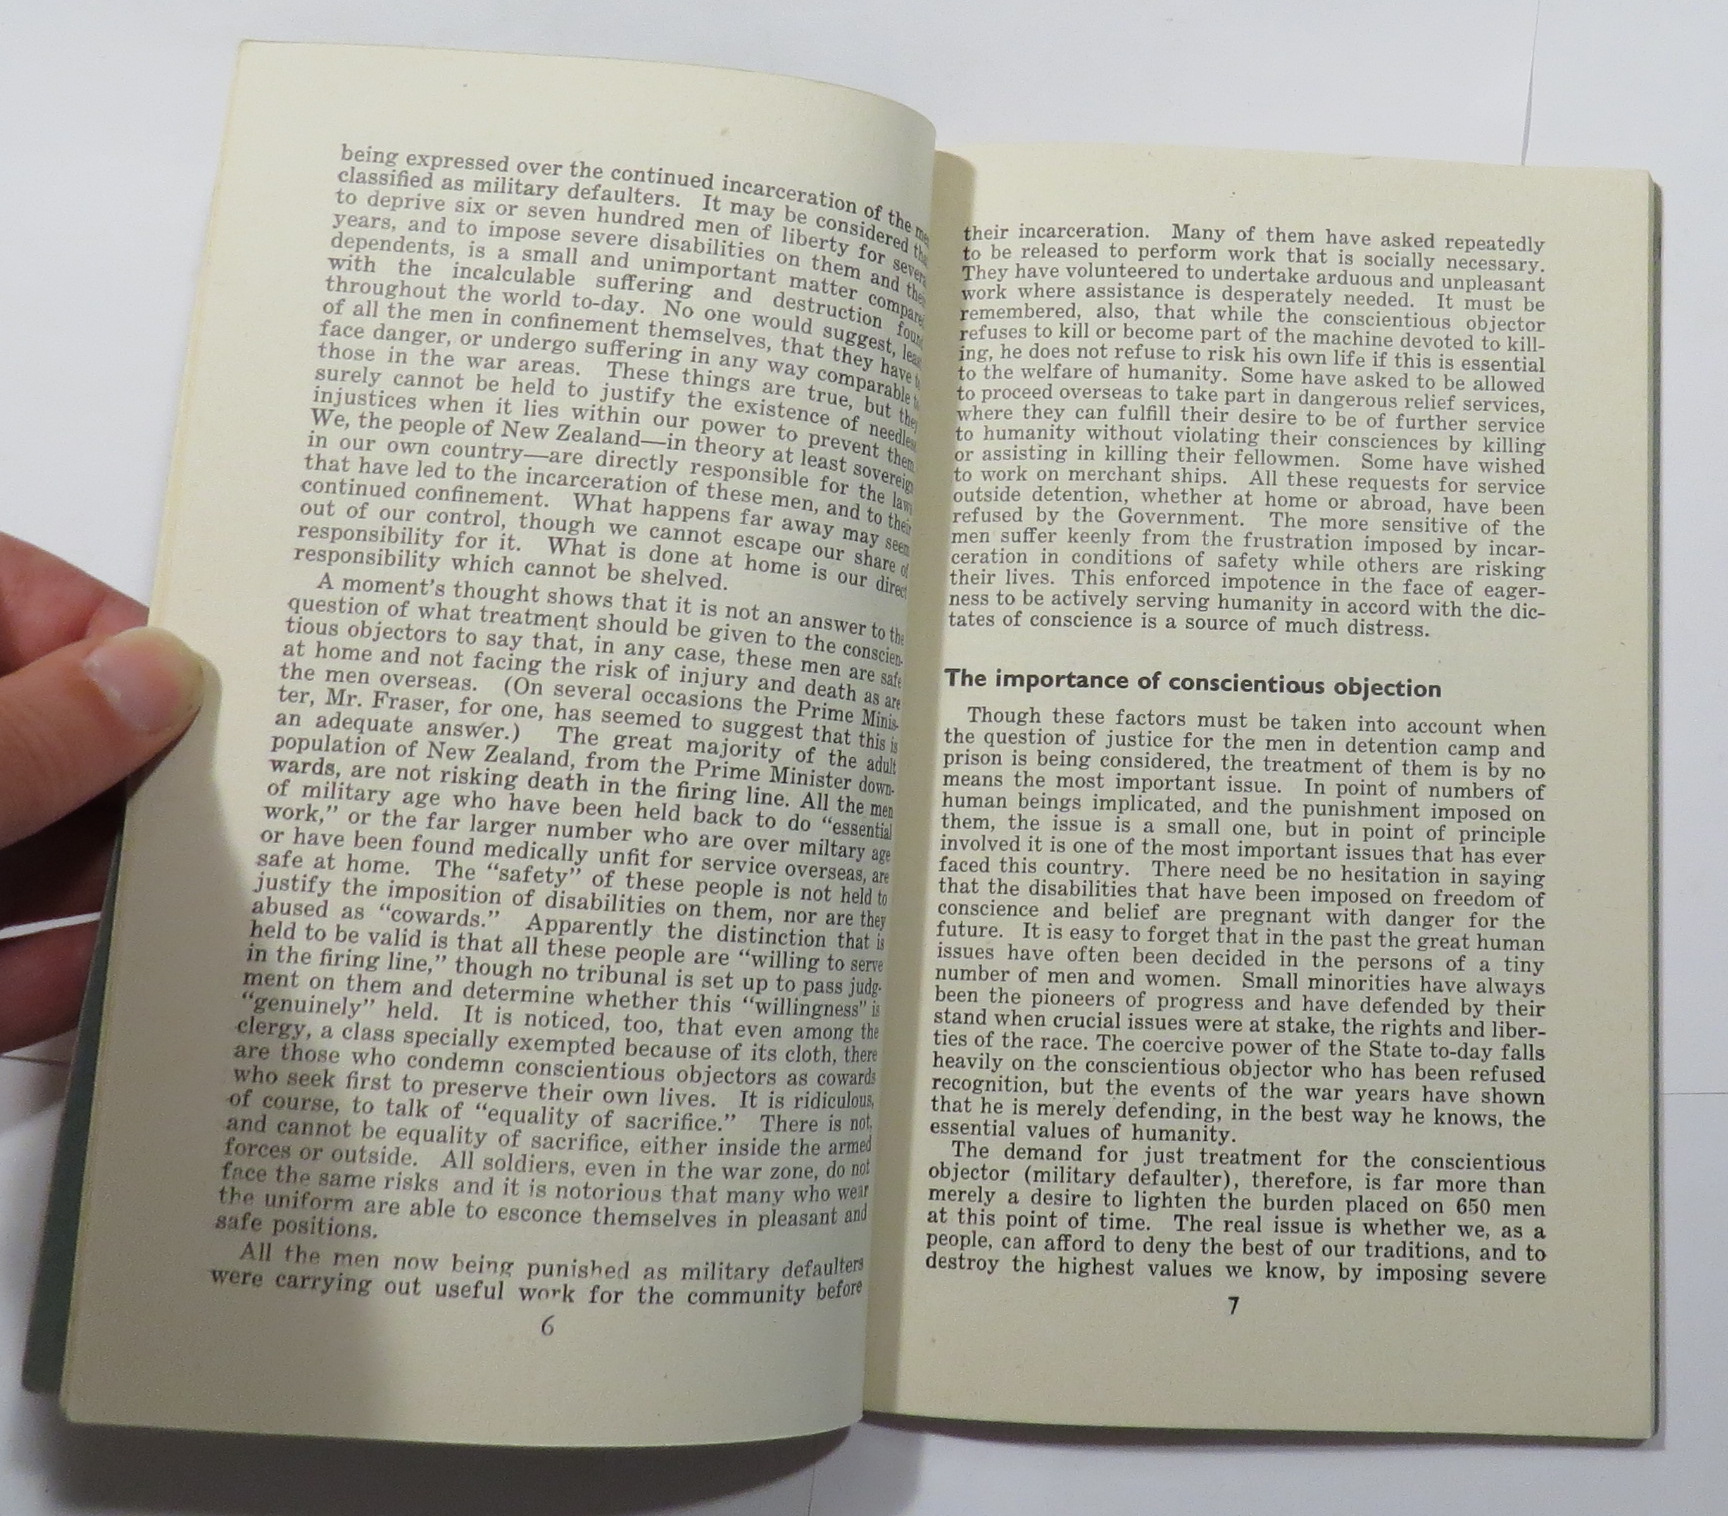 being expressed over the continued incarceration of the men
classified as military defaulters. It may be considered that
to deprive six or seven hundred men of liberty for several
years, and to impose severe disabilities on them and their
dependents, is a small and unimportant matter compared
with the incalculable suffering and destruction found
throughout the world to-day. No one would suggest, least
of all the men in confinement themselves, that they have to
face danger, or undergo suffering in any way comparable to
those in the war areas. These things are true, but they
surely cannot be held to justify the existence of needless
injustices when it lies within our power to prevent them
We, the people of New Zealand—in theory at least sovereign
in our own country—are directly responsible for the laws
that have led to the incarceration of these men, and to their
continued confinement. What happens far away may seem
out of our control, though we cannot escape our share of
responsibility for it. What is done at home is our direct
responsibility which cannot be shelved.
A moment's thought shows that it is not an answer to the
question of what treatment should be given to the conscien-
tious objectors to say that, in any case, these men are safe
at home and not facing the risk of injury and death as are
the men overseas. (On several occasions the Prime Minis-
ter, Mr. Fraser, for one, has seemed to suggest that this is
an adequate answer.) The great majority of the adult
population of New Zealand, from the Prime Minister down-
wards, are not risking death in the firing line. All the men
of military age who have been held back to do "essential
work," or the far larger number who are over miltary age
or have been found medically unfit for service overseas, are
safe at home. The "safety" of these people is not held to
justify the imposition of disabilities on them, nor are they
abused as "cowards." Apparently the distinction that is
held to be valid is that all these people are "willing to serve
in the firing line," though no tribunal is set up to pass judg-
ment on them and determine whether this "willingness" is
"genuinely" held. It is noticed, too, that even among the
clergy, a class specially exempted because of its cloth, there
are those who condemn conscientious objectors as cowards
who seek first to preserve their own lives. It is ridiculous,
of course, to talk of "equality of sacrifice." There is not,
and cannot be equality of sacrifice, either inside the armed
forces or outside. All soldiers, even in the war zone, do not
face the same risks and it is notorious that many who wear
the uniform are able to esconce themselves in pleasant and
safe positions.
All the men now being punished as military defaulters
were carrying out useful work for the community before
6
their incarceration. Many of them have asked repeatedly
to be released to perform work that is socially necessary.
They have volunteered to undertake arduous and unpleasant
work where assistance is desperately needed. It must be
remembered, also, that while the conscientious objector
refuses to kill or become part of the machine devoted to kill-
ing, he does not refuse to risk his own life if this is essential
to the welfare of humanity. Some have asked to be allowed
to proceed overseas to take part in dangerous relief services,
where they can fulfill their desire to be of further service
to humanity without violating their consciences by killing
or assisting in killing their fellowmen. Some have wished
to work on merchant ships. All these requests for service
outside detention, whether at home or abroad, have been
refused by the Government. The more sensitive of the
men suffer keenly from the frustration imposed by incar-
ceration in conditions of safety while others are risking
their lives. This enforced impotence in the face of eager-
ness to be actively serving humanity in accord with the dic-
tates of conscience is a source of much distress.
The importance of conscientious objection
Though these factors must be taken into account when
the question of justice for the men in detention camp and
prison is being considered, the treatment of them is by no
means the most important issue. In point of numbers of
human beings implicated, and the punishment imposed on
them, the issue is a small one, but in point of principle
involved it is one of the most important issues that has ever
faced this country. There need be no hesitation in saying
that the disabilities that have been imposed on freedom of
conscience and belief are pregnant with danger for the
future. It is easy to forget that in the past the great human
issues have often been decided in the persons of a tiny
number of men and women. Small minorities have always
been the pioneers of progress and have defended by their
stand when crucial issues were at stake, the rights and liber-
ties of the race. The coercive power of the State to-day falls
heavily on the conscientious objector who has been refused
recognition, but the events of the war years have shown
that he is merely defending, in the best way he knows, the
essential values of humanity.
The demand for just treatment for the conscientious
objector (military defaulter), therefore, is far more than
merely a desire to lighten the burden placed on 650 men
at this point of time. The real issue is whether we, as a
people, can afford to deny the best of our traditions, and to
destroy the highest values we know, by imposing severe
7